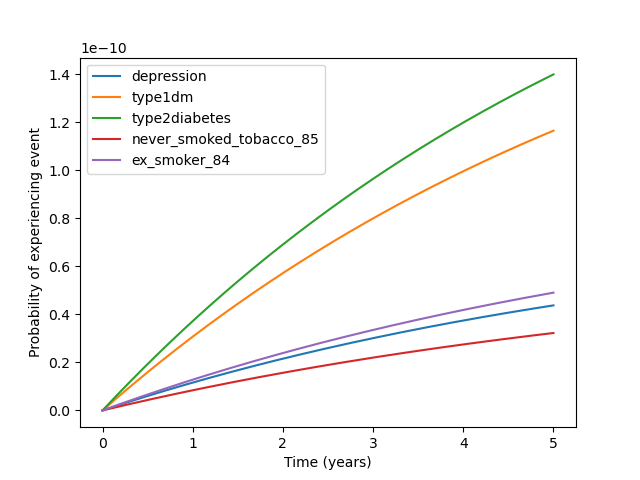 1e−10
1.4
1.2
1.0
0.8
0.6
0.4
0.2
0.0
Probability of experiencing event
depression
type1dm
type2diabetes
never_smoked_tobacco_85
ex_smoker_84
0 1 2 3 4 5
Time (years)